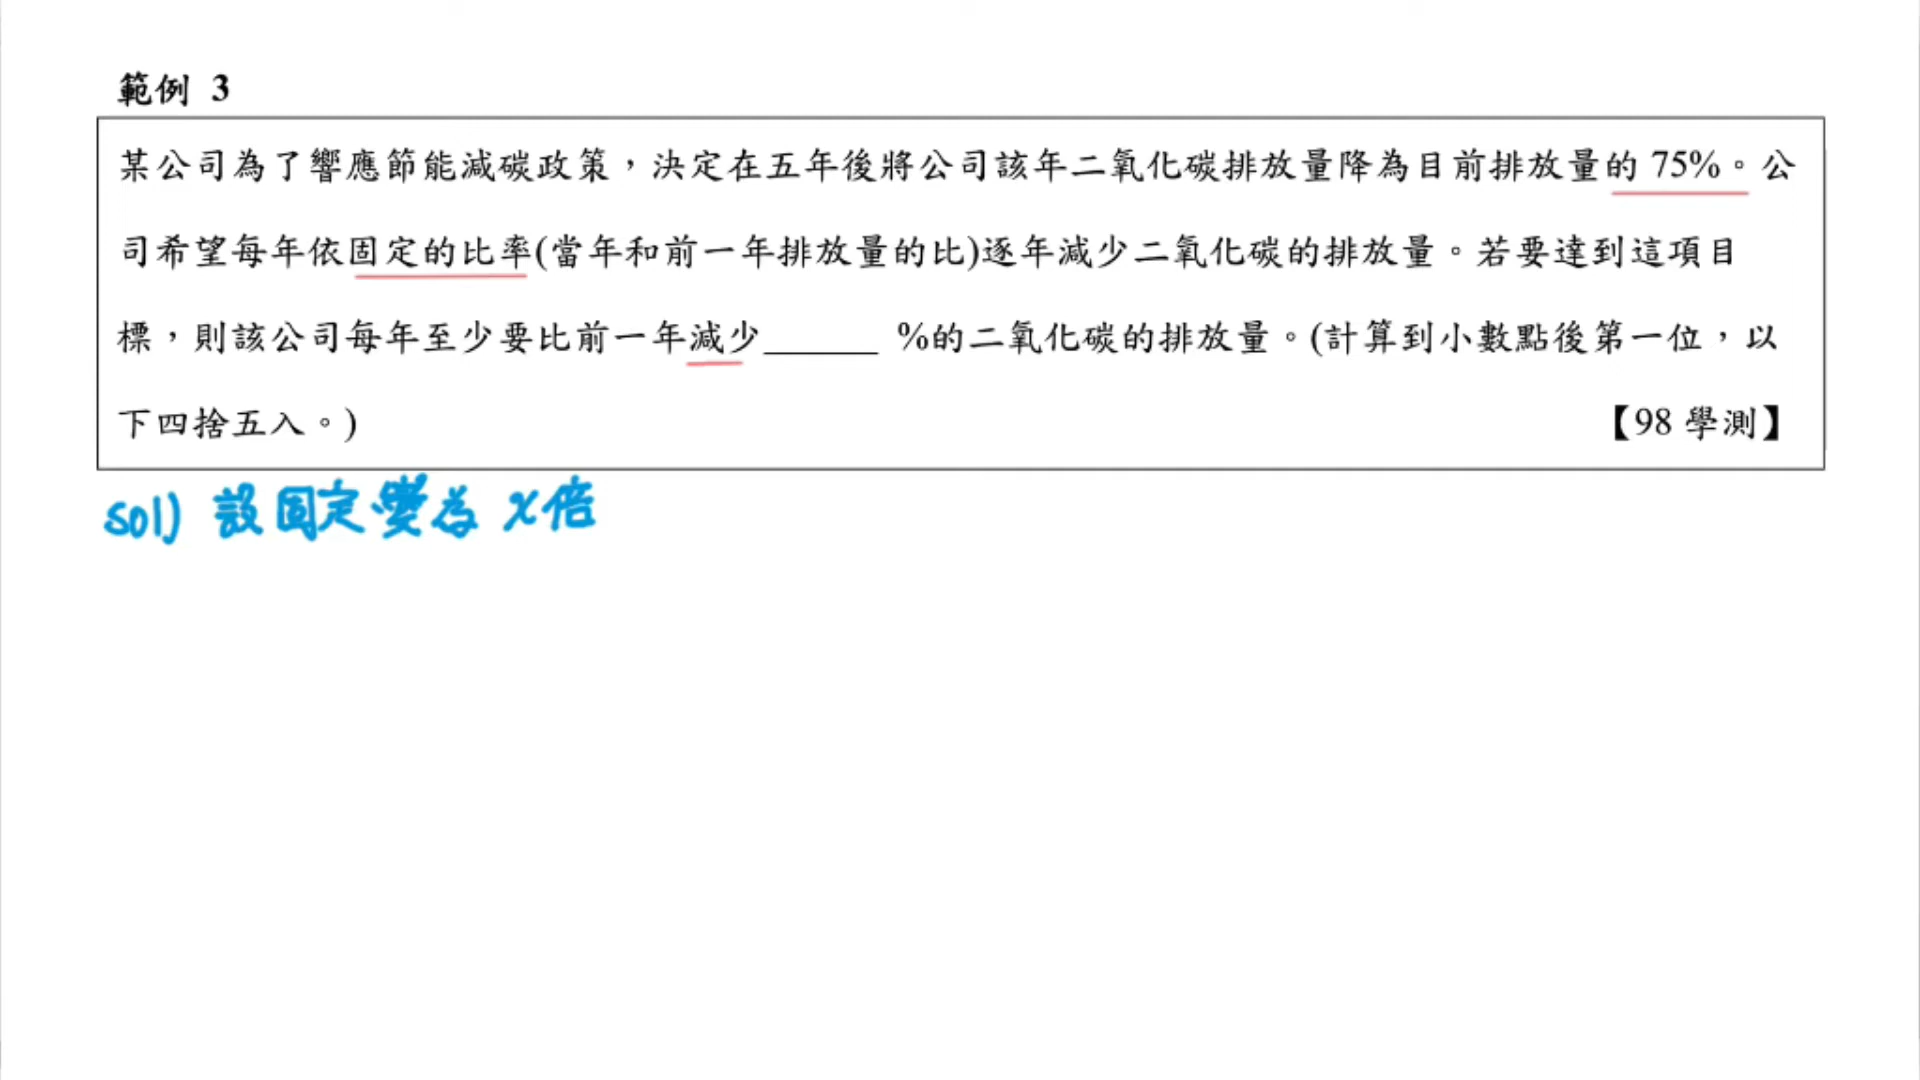 範例 3
某公司為了響應節能減碳政策，決定在五年後將公司該年二氧化碳排放量降為目前排放量的 75%。公
司希望每年依固定的比率(當年和前一年排放量的比)逐年減少二氧化碳的排放量。若要達到這項目
標，則該公司每年至少要比前一年減少______ %的二氧化碳的排放量。(計算到小數點後第一位，以
下四捨五入。) 【98 學測】
sol) 設固定變為 x倍